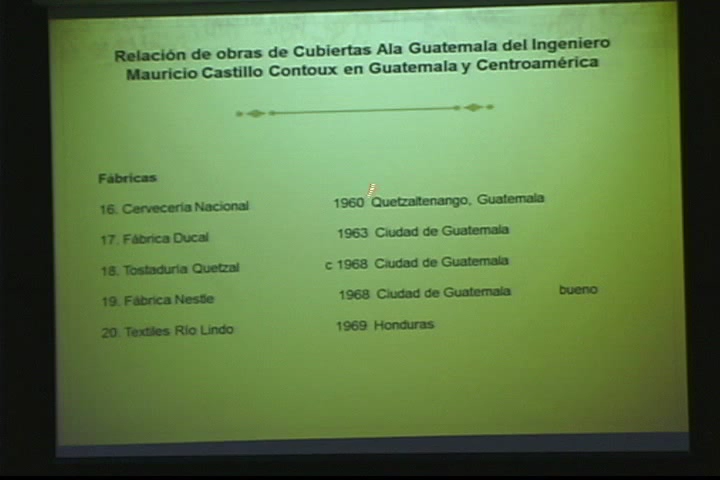 Relación de obras de Cubiertas Ala Guatemala del Ingeniero
Mauricio Castillo Contoux en Guatemala y Centroamérica
Fábricas
16. Cervecería Nacional 1960 Quetzaltenango, Guatemala
17. Fábrica Ducal 1963 Ciudad de Guatemala
18. Tostaduría Quetzal c 1968 Ciudad de Guatemala
19. Fábrica Nestle 1968 Ciudad de Guatemala bueno
20. Textiles Río Lindo 1969 Honduras